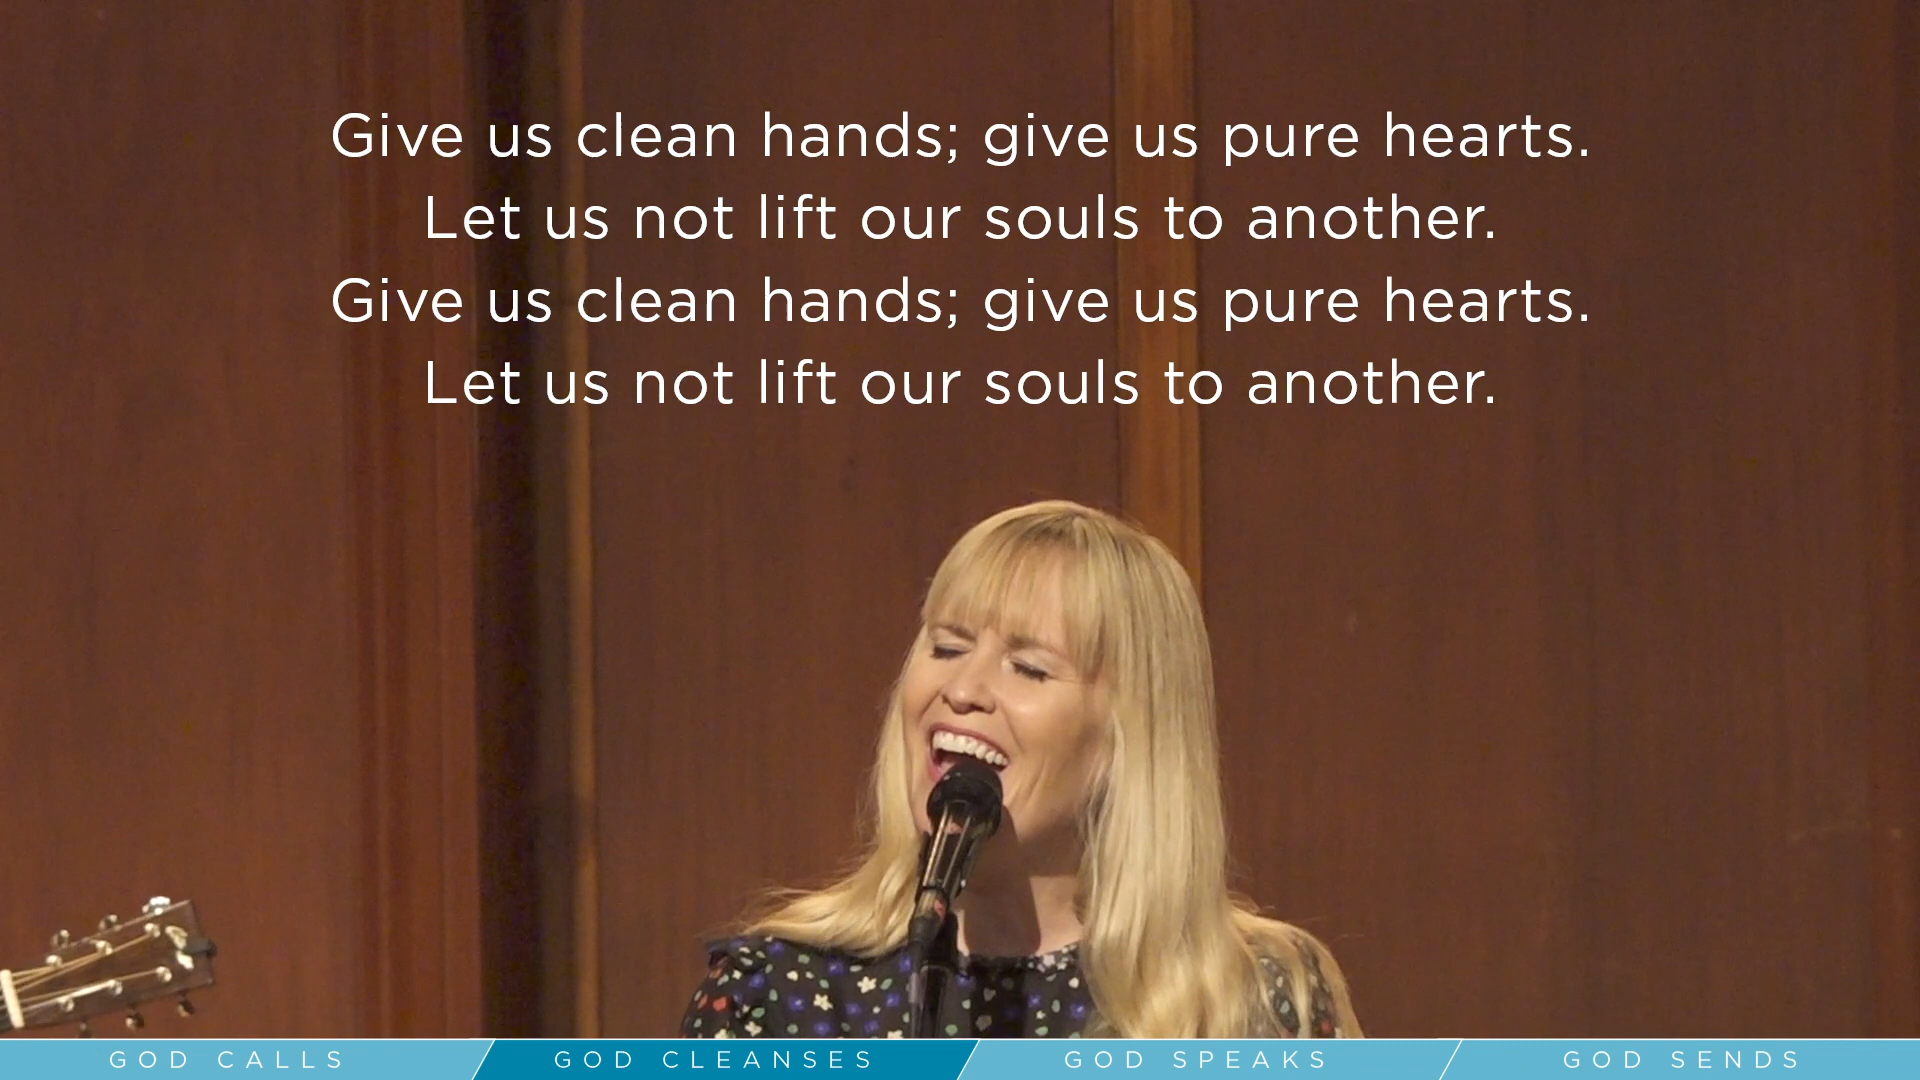 Give us clean hands; give us pure hearts.
Let us not lift our souls to another.
Give us clean hands; give us pure hearts.
Let us not lift our souls to another.
GOD CALLS GOD CLEANSES GOD SPEAKS GOD SENDS